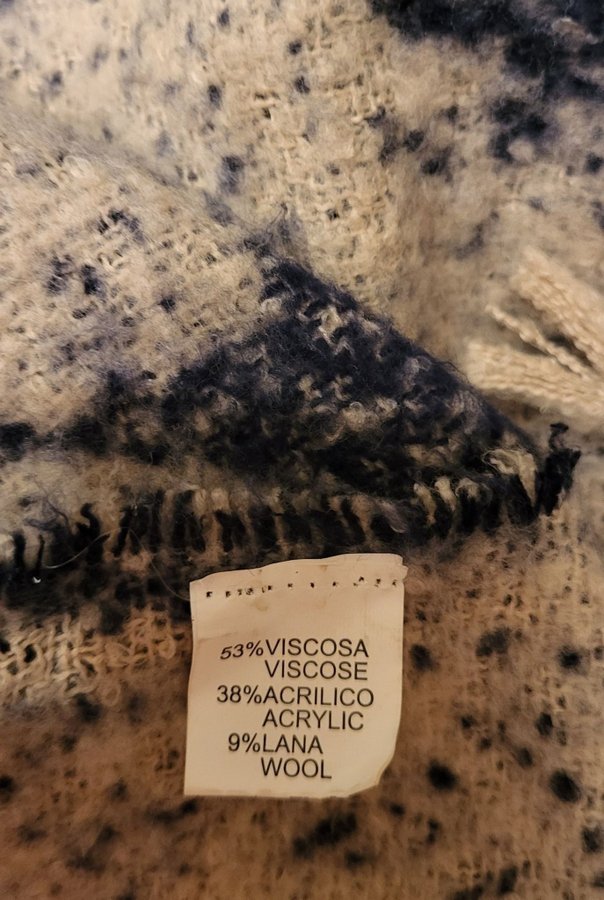 53%VISCOSA
VISCOSE
38%ACRILICO
ACRYLIC
9%LANA
WOOL